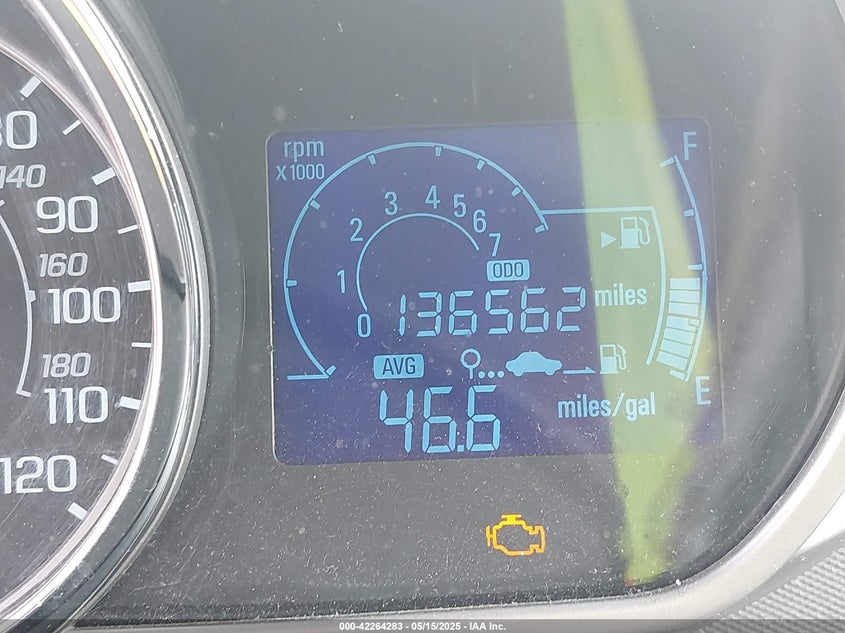 80
140
90
160
100
180
110
120
rpm
X1000
0 1 2 3 4 5 6 7
F
ODO
136562 miles
AVG
46.6 miles/gal
E
000-42264283 - 05/15/2025 - IAA Inc.